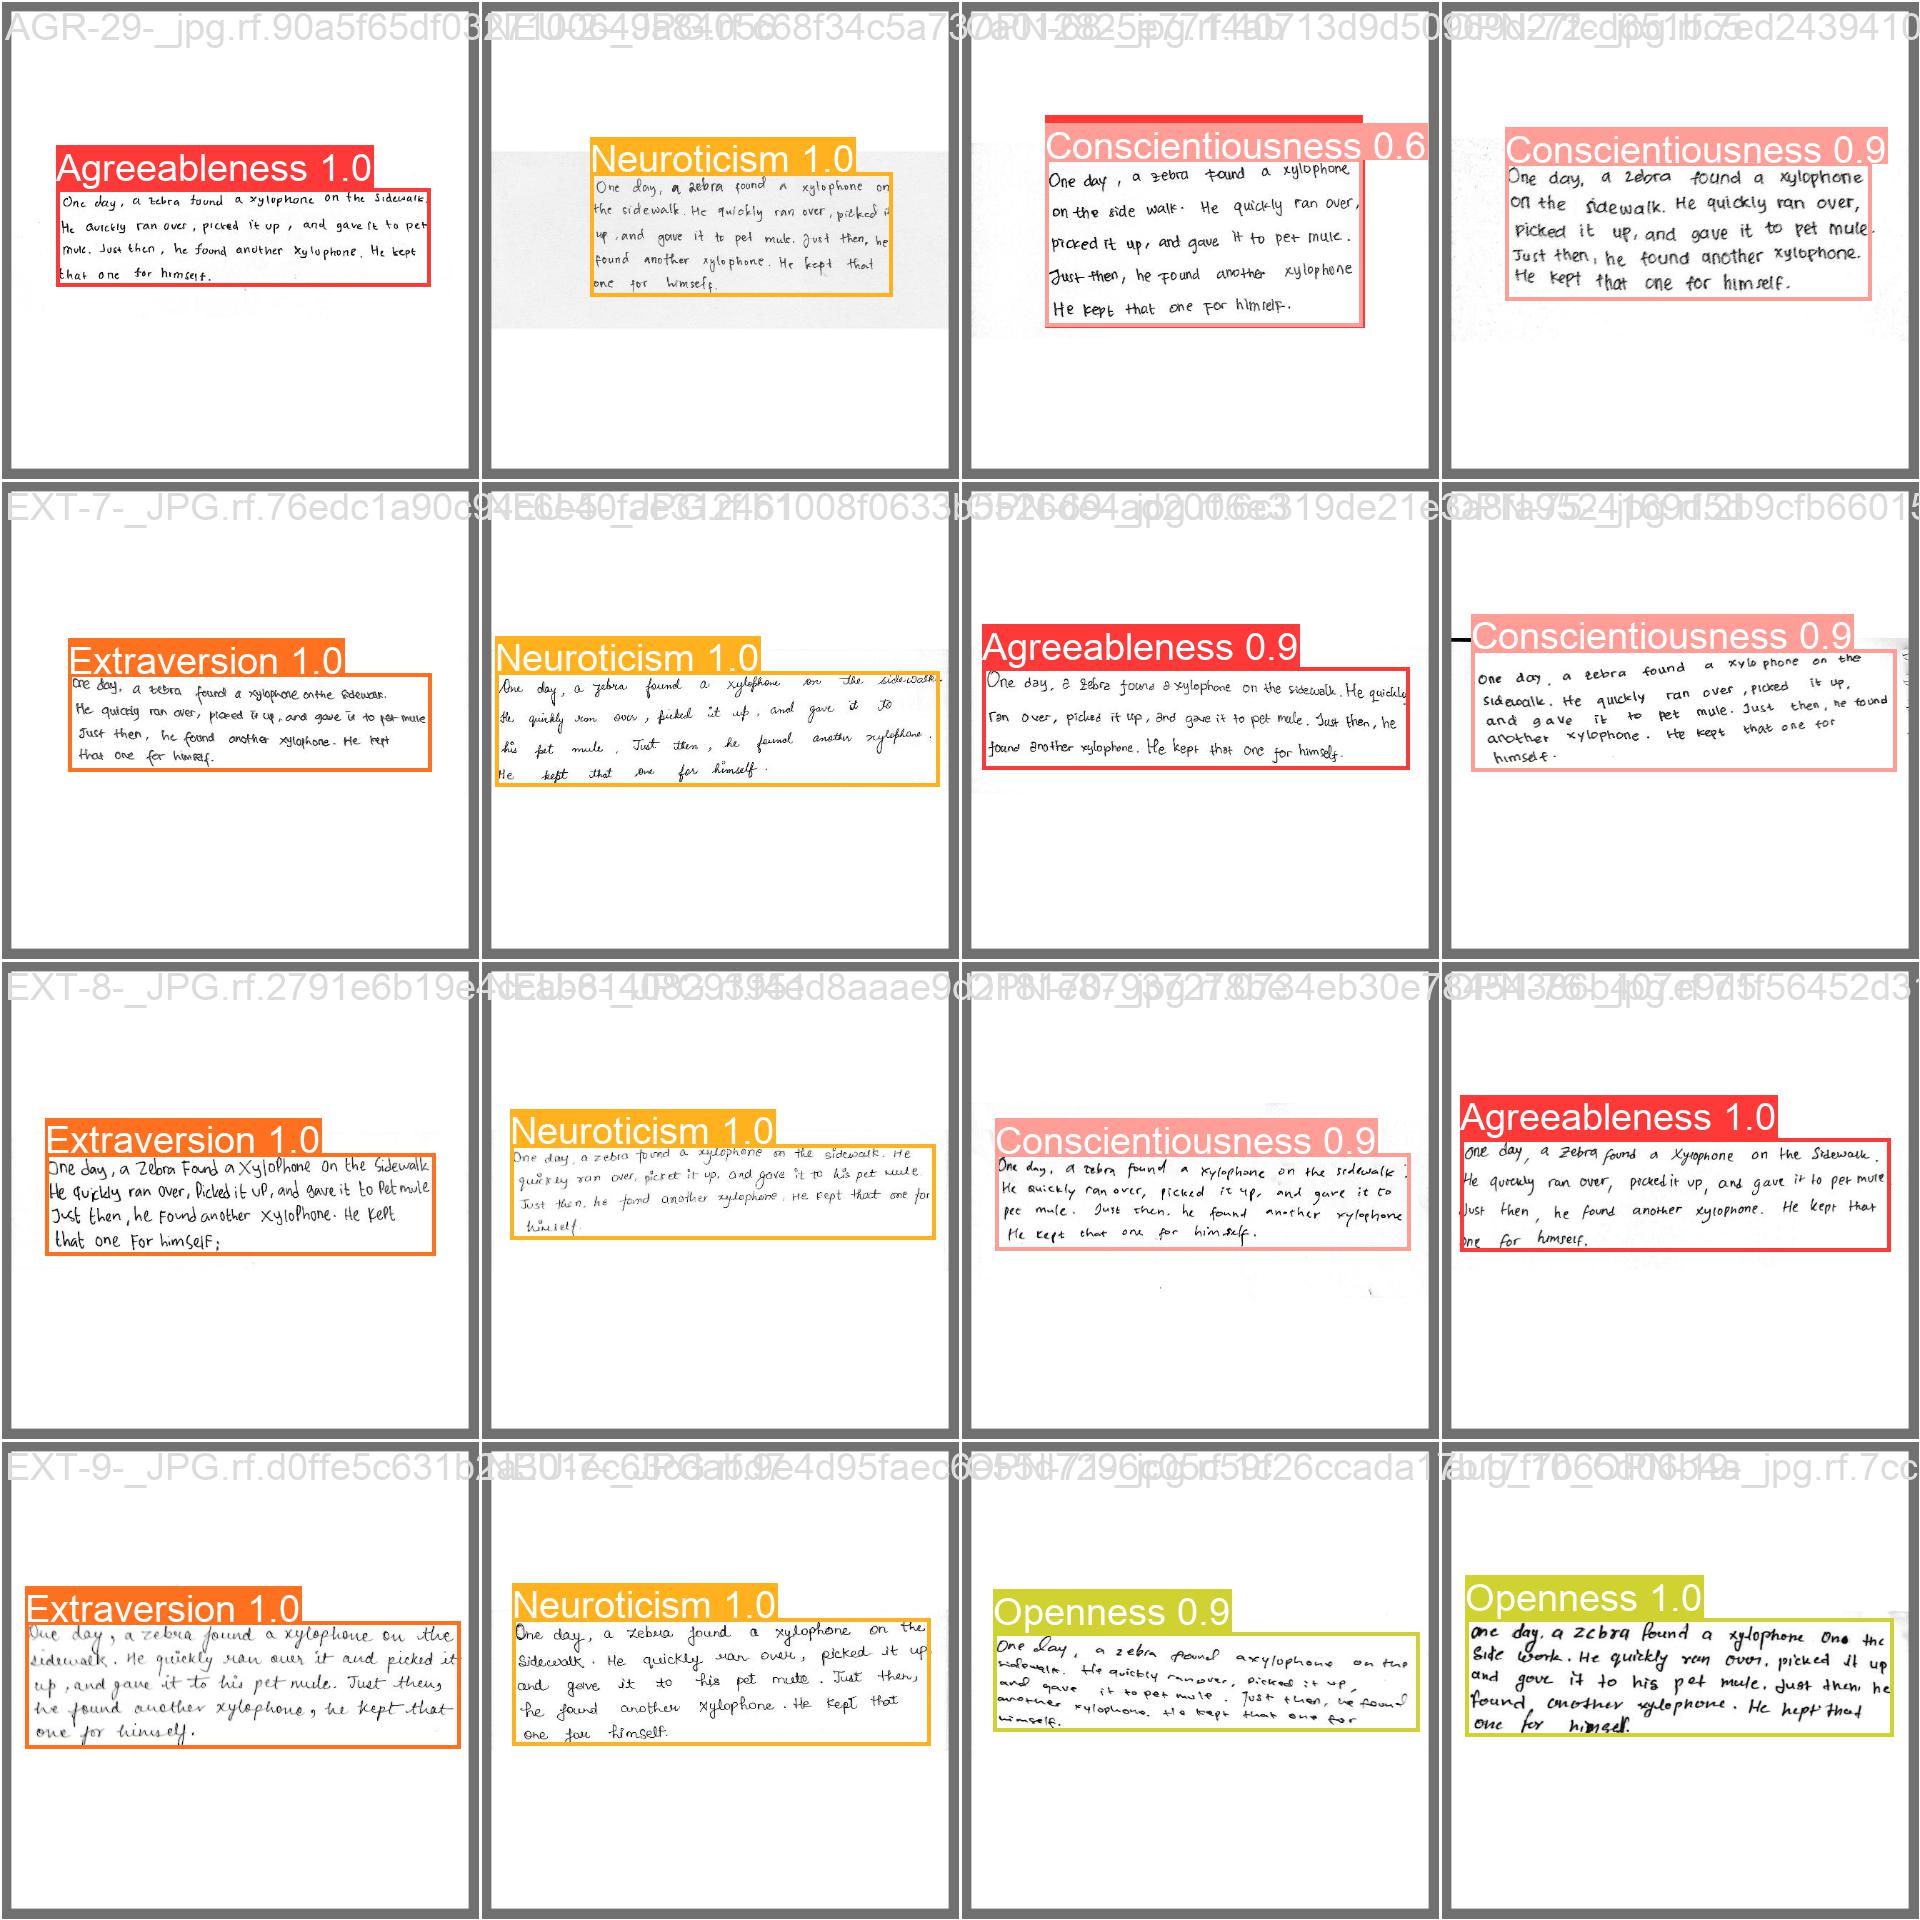 AGR-29-_jpg.rf.90a5f65df03
Agreeableness 1.0
One day, a zebra found a xylophone on the Sidewalk.
He quickly ran over, picked it up, and gave it to pet
mule. Just then, he found another xylophone. He kept
that one for himself.
Neuroticism 1.0
One day, a zebra found a xylophone on
the sidewalk. He quickly ran over, picked it
up, and gave it to pet mule. Just then, he
found another xylophone. He kept that
one for himself.
Conscientiousness 0.6
One day, a zebra found a xylophone
on the side walk. He quickly ran over,
picked it up, and gave it to pet mule.
Just then, he found another xylophone
He kept that one for himself.
Conscientiousness 0.9
One day, a zebra found a xylophone
on the sidewalk. He quickly ran over,
picked it up, and gave it to pet mule.
Just then, he found another xylophone.
He kept that one for himself.
EXT-7-_JPG.rf.76edc1a90c
Extraversion 1.0
One day, a zebra found a xylophone on the sidewalk.
He quickly ran over, picked it up, and gave it to pet mule
Just then, he found another xylophone. He kept
that one for himself.
Neuroticism 1.0
One day, a zebra found a xylophone on the sidewalk.
He quickly ran over, picked it up, and gave it to
his pet mule. Just then, he found another xylophone.
He kept that one for himself.
Agreeableness 0.9
One day, a zebra found a xylophone on the sidewalk. He quickly
ran over, picked it up, and gave it to pet mule. Just then, he
found another xylophone. He kept that one for himself.
Conscientiousness 0.9
One day, a zebra found a xylophone on the
sidewalk. He quickly ran over, picked it up,
and gave it to pet mule. Just then, he found
another xylophone. He kept that one for
himself.
EXT-8-_JPG.rf.2791e6b19e4
Extraversion 1.0
One day, a Zebra Found a XyloPhone on the Sidewalk
He quickly ran over, Picked it up, and gave it to Pet mule
Just then, he Found another XyloPhone. He kept
that one For himself;
Neuroticism 1.0
One day, a zebra found a xylophone on the sidewalk. He
quickly ran over, picket it up, and gave it to his pet mule
Just then, he found another xylophone. He kept that one for
himself.
Conscientiousness 0.9
One day, a zebra found a xylophone on the sidewalk.
He quickly ran over, picked it up, and gave it to
pet mule. Just then, he found another xylophone
He kept that one for himself.
Agreeableness 1.0
One day, a Zebra found a Xyrophone on the Sidewalk.
He quickly ran over, picked it up, and gave it to pet mule
Just then, he found another xylophone. He kept that
one for himself.
EXT-9-_JPG.rf.d0ffe5c631b
Extraversion 1.0
One day, a zebra found a xylophone on the
sidewalk. He quickly ran over it and picked it
up, and gave it to his pet mule. Just then,
he found another xylophone, he kept that
one for himself.
Neuroticism 1.0
One day, a zebra found a xylophone on the
Sidewalk. He quickly ran over, picked it up
and gave it to his pet mule. Just then,
he found another xylophone. He kept that
one for himself.
Openness 0.9
One day, a zebra found a xylophone on the
sidewalk. He quickly ran over, picked it up,
and gave it to pet mule. Just then, he found
another xylophone. He kept that one for
himself.
Openness 1.0
One day, a zebra found a xylophone One the
Side work. He quickly ran over, picked it up
and gave it to his pet mule. Just then he
found another xylophone. He kept that
one for himself.